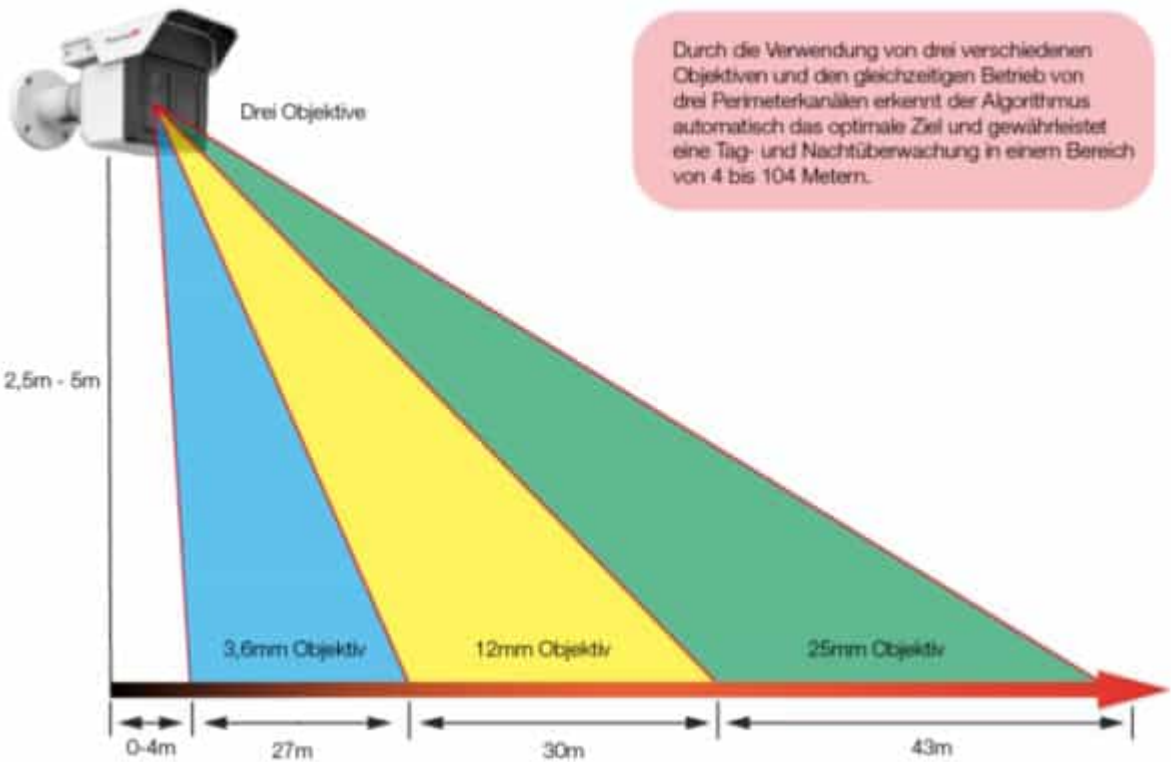 Drei Objektive
Durch die Verwendung von drei verschiedenen
Objektiven und den gleichzeitigen Betrieb von
drei Perimeterkanälen erkennt der Algorithmus
automatisch das optimale Ziel und gewährleistet
eine Tag- und Nachtüberwachung in einem Bereich
von 4 bis 104 Metern.
2,5m - 5m
3,6mm Objektiv
12mm Objektiv
25mm Objektiv
0-4m
27m
30m
43m